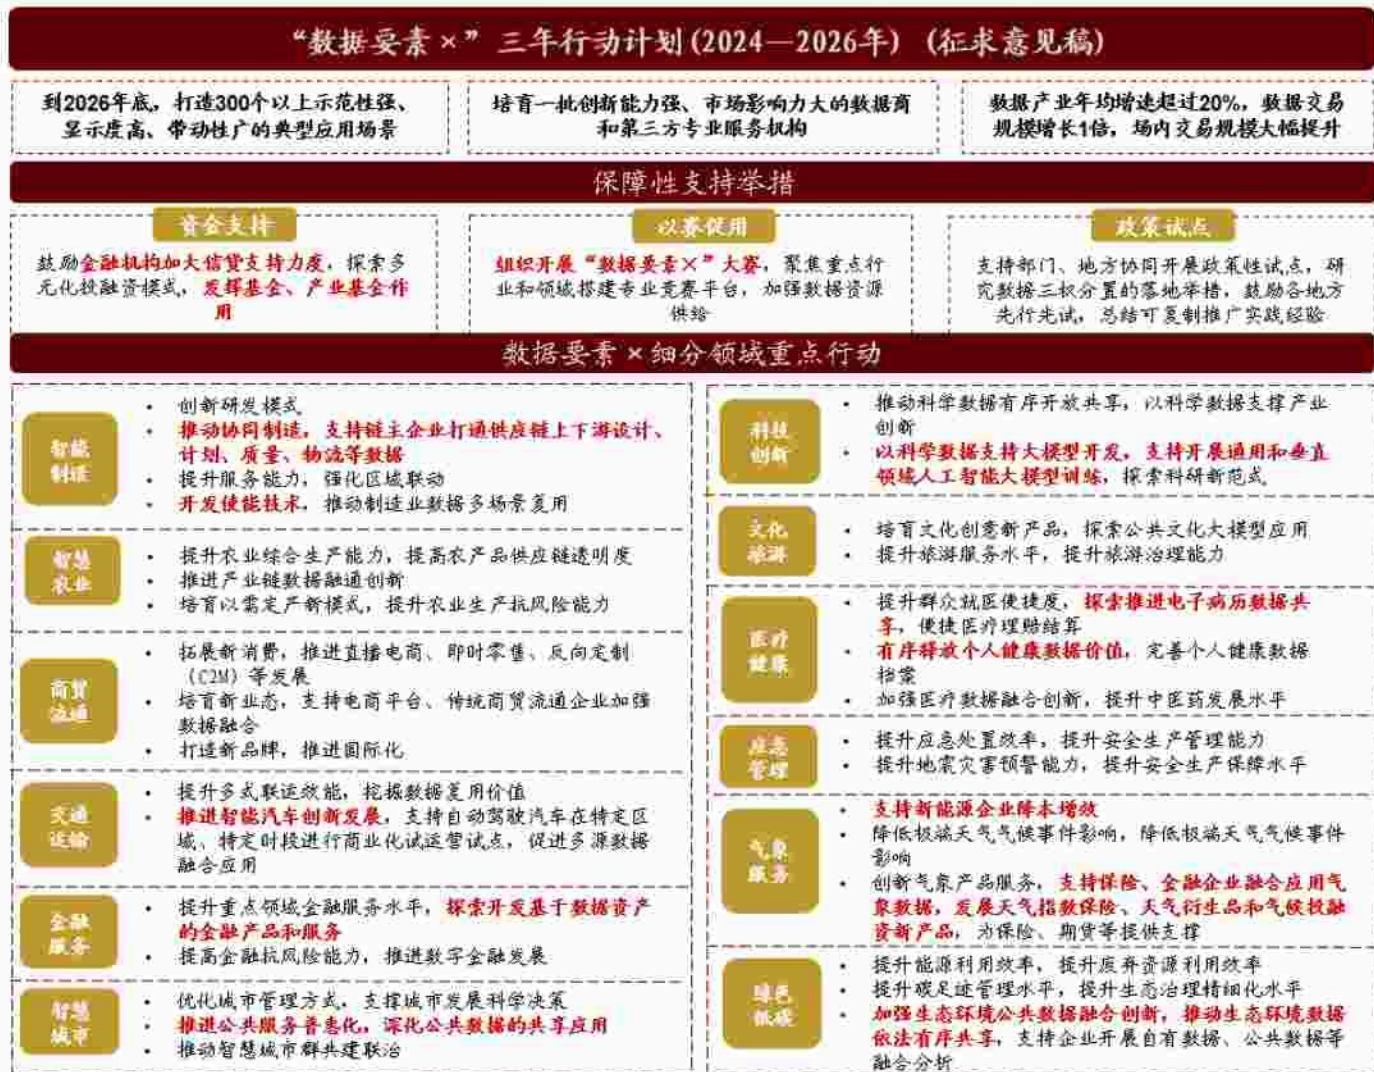 “数据要素×”三年行动计划(2024—2026年) (征求意见稿)
到2026年底，打造300个以上示范性强、
显示度高、带动性广的典型应用场景
培育一批创新能力强、市场影响力大的数据商
和第三方专业服务机构
数据产业年均增速超过20%，数据交易
规模增长1倍，场内交易规模大幅提升
保障性支持举措
资金支持
鼓励金融机构加大信贷支持力度，探索多
元化投融资模式，发挥基金、产业基金作
用
以赛促用
组织开展“数据要素×”大赛，聚焦重点行
业和领域搭建专业竞赛平台，加强数据资源
供给
政策试点
支持部门、地方协同开展政策性试点，研
究数据三权分置的落地举措，鼓励各地方
先行先试，总结可复制推广实践经验
数据要素×细分领域重点行动
智能
制造
• 创新研发模式
• 推动协同制造，支持链主企业打通供应链上下游设计、
计划、质量、物流等数据
• 提升服务能力，强化区域联动
• 开发使能技术，推动制造业数据多场景复用
智慧
农业
• 提升农业综合生产能力，提高农产品供应链透明度
• 推进产业链数据融通创新
• 培育以需定产新模式，提升农业生产抗风险能力
商贸
流通
• 拓展新消费，推进直播电商、即时零售、反向定制
（C2M）等发展
• 培育新业态，支持电商平台、传统商贸流通企业加强
数据融合
• 打造新品牌，推进国际化
交通
运输
• 提升多式联运效能，挖掘数据复用价值
• 推进智能汽车创新发展，支持自动驾驶汽车在特定区
域、特定时段进行商业化试运营试点，促进多源数据
融合应用
金融
服务
• 提升重点领域金融服务水平，探索开发基于数据资产
的金融产品和服务
• 提高金融抗风险能力，推进数字金融发展
智慧
城市
• 优化城市管理方式，支撑城市发展科学决策
• 推进公共服务普惠化，深化公共数据的共享应用
• 推动智慧城市群共建联治
科技
创新
• 推动科学数据有序开放共享，以科学数据支撑产业
创新
• 以科学数据支持大模型开发，支持开展通用和垂直
领域人工智能大模型训练，探索科研新范式
文化
旅游
• 培育文化创意新产品，探索公共文化大模型应用
• 提升旅游服务水平，提升旅游治理能力
医疗
健康
• 提升群众就医便捷度，探索推进电子病历数据共
享，便捷医疗理赔结算
• 有序释放个人健康数据价值，完善个人健康数据
档案
• 加强医疗数据融合创新，提升中医药发展水平
应急
管理
• 提升应急处置效率，提升安全生产管理能力
• 提升地震灾害预警能力，提升安全生产保障水平
气象
服务
• 支持新能源企业降本增效
• 降低极端天气气候事件影响，降低极端天气气候事件
影响
• 创新气象产品服务，支持保险、金融企业融合应用气
象数据，发展天气指数保险、天气衍生品和气候投融
资新产品，为保险、期货等提供支撑
绿色
低碳
• 提升能源利用效率，提升废弃资源利用效率
• 提升碳足迹管理水平，提升生态治理精细化水平
• 加强生态环境公共数据融合创新，推动生态环境数据
依法有序共享，支持企业开展自有数据、公共数据等
融合分析